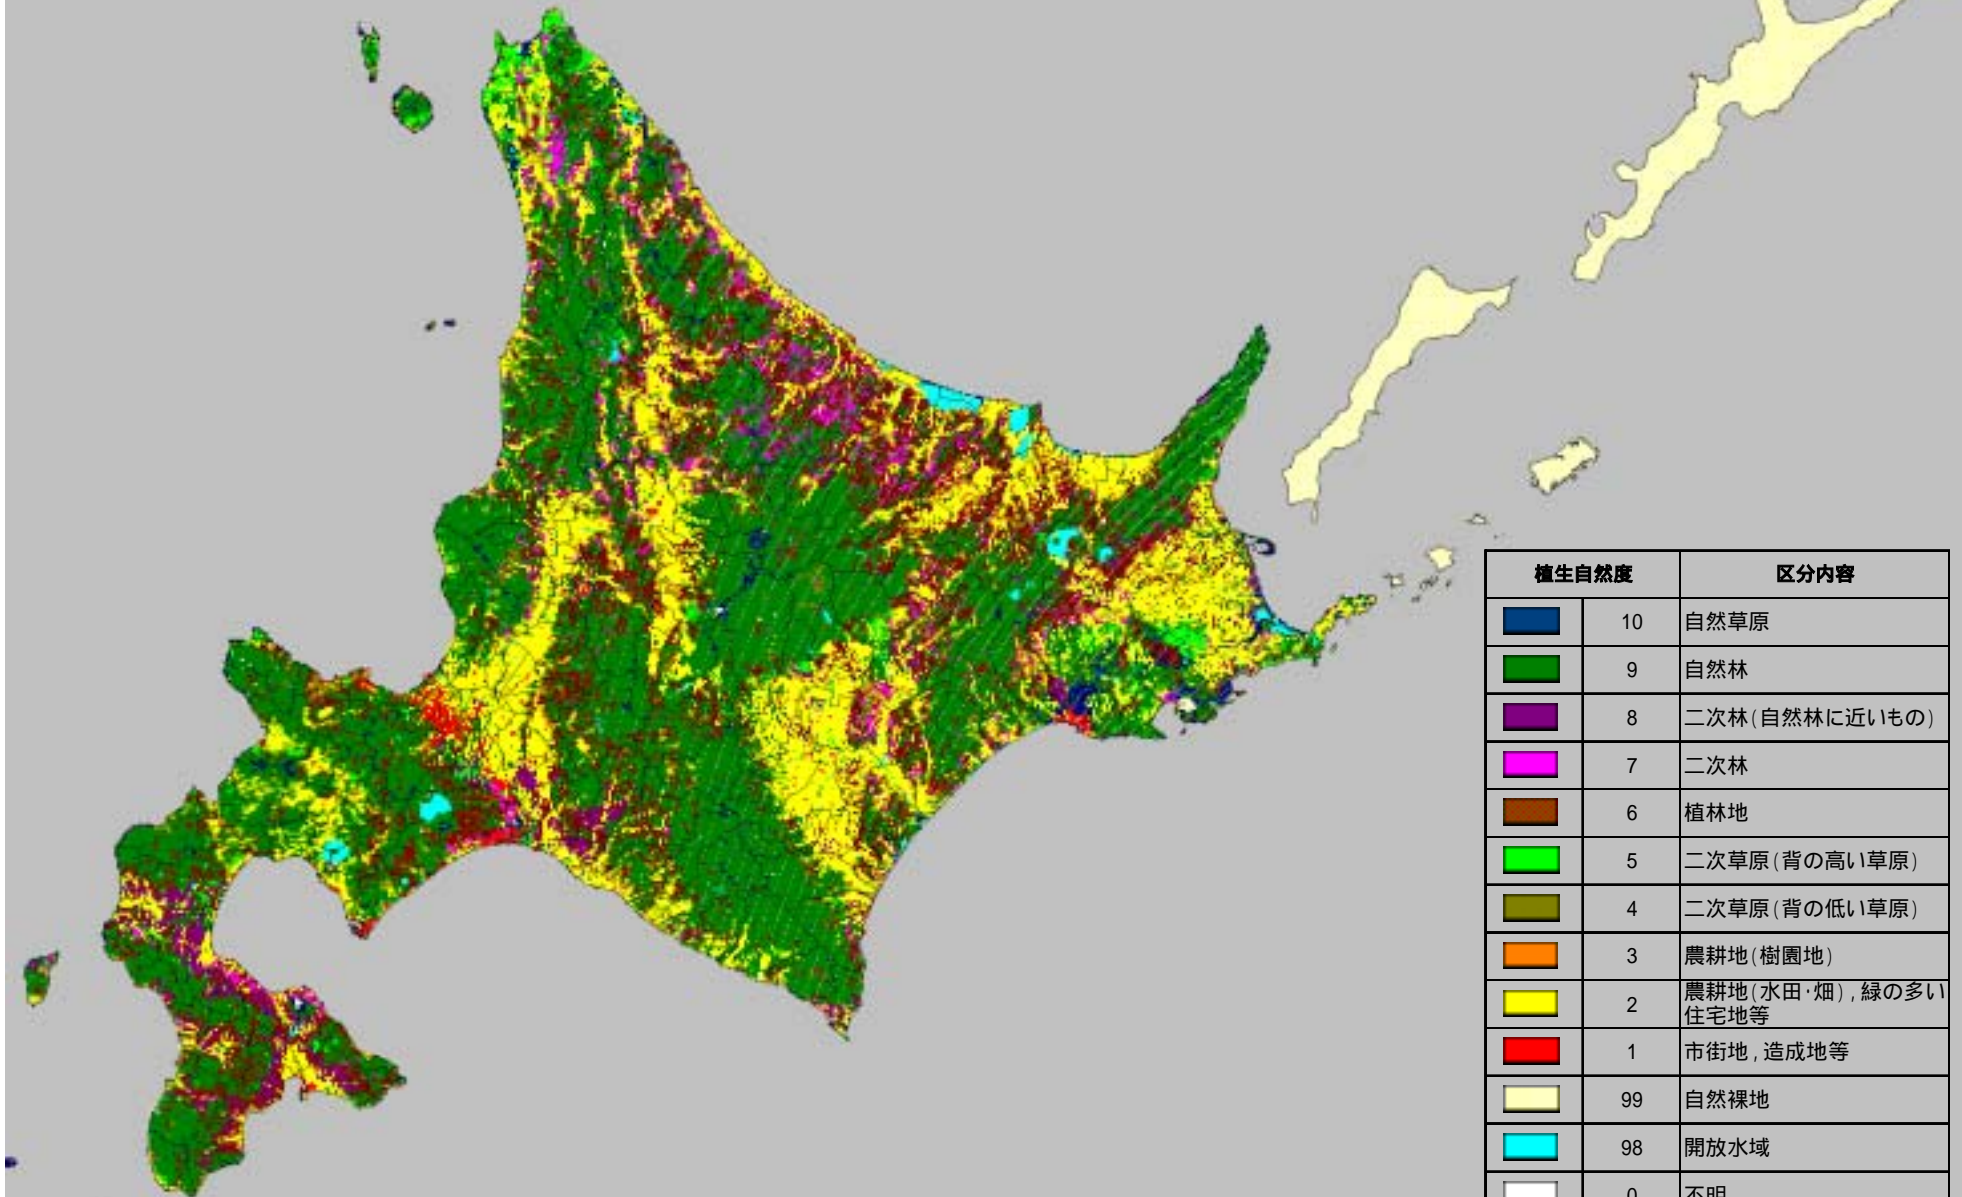 植生自然度 区分内容
10 自然草原
9 自然林
8 二次林(自然林に近いもの)
7 二次林
6 植林地
5 二次草原(背の高い草原)
4 二次草原(背の低い草原)
3 農耕地(樹園地)
2 農耕地(水田・畑),緑の多い
住宅地等
1 市街地,造成地等
99 自然裸地
98 開放水域
0 不明